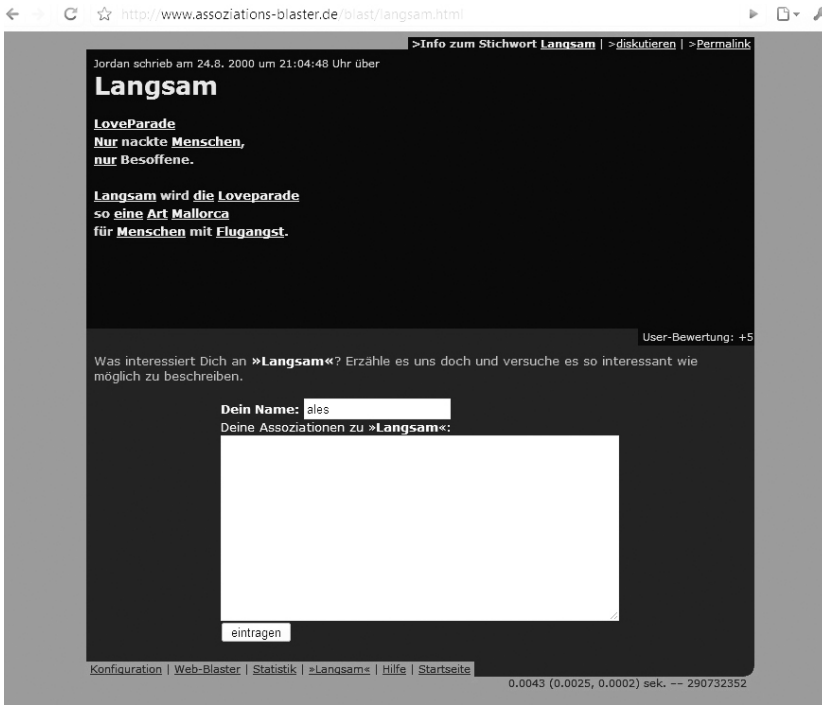 http://www.assoziations-blaster.de/blast/langsam.html
>Info zum Stichwort Langsam | >diskutieren | >Permalink
Jordan schrieb am 24.8. 2000 um 21:04:48 Uhr über
Langsam
LoveParade
Nur nackte Menschen,
nur Besoffene.
Langsam wird die Loveparade
so eine Art Mallorca
für Menschen mit Flugangst.
User-Bewertung: +5
Was interessiert Dich an »Langsam«? Erzähle es uns doch und versuche es so interessant wie
möglich zu beschreiben.
Dein Name: ales
Deine Assoziationen zu »Langsam«:
eintragen
Konfiguration | Web-Blaster | Statistik | »Langsam« | Hilfe | Startseite
0.0043 (0.0025, 0.0002) sek. –– 290732352